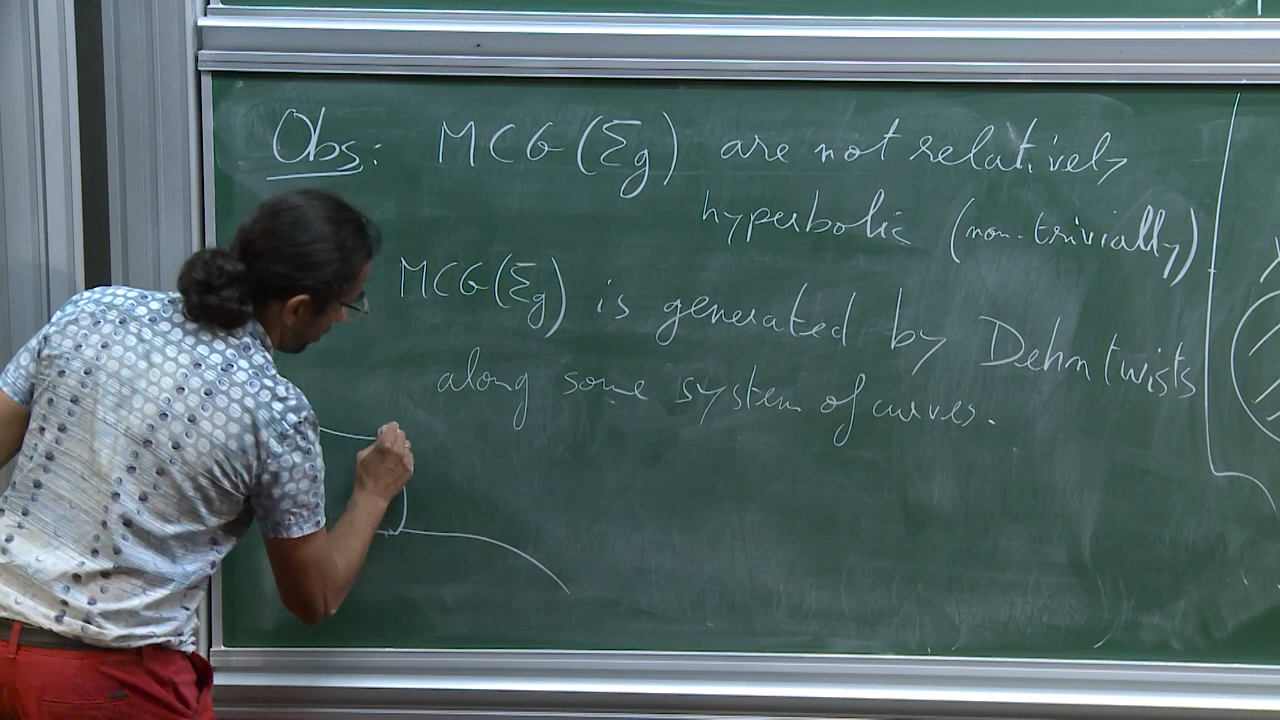 Obs: MCG(Σg) are not relatively
hyperbolic (non-trivially)
MCG(Σg) is generated by Dehn twists
along some system of curves.